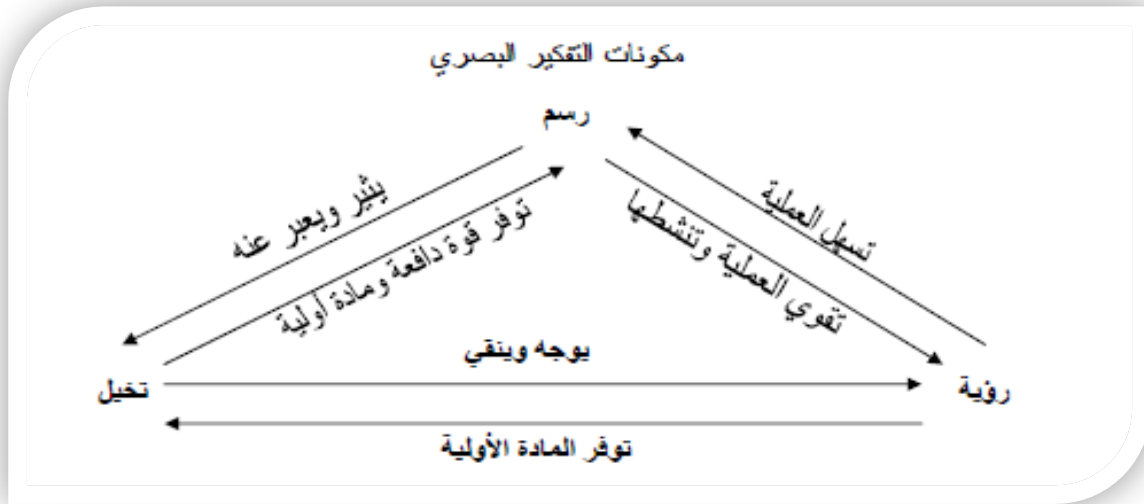 مكونات التفكير البصري
رسم
يثير ويعبر عنه
توفر قوة دافعة ومادة أولية
تسهل العملية
تقوي العملية وتنشطها
يوجه وينقي
رؤية
تخيل
توفر المادة الأولية